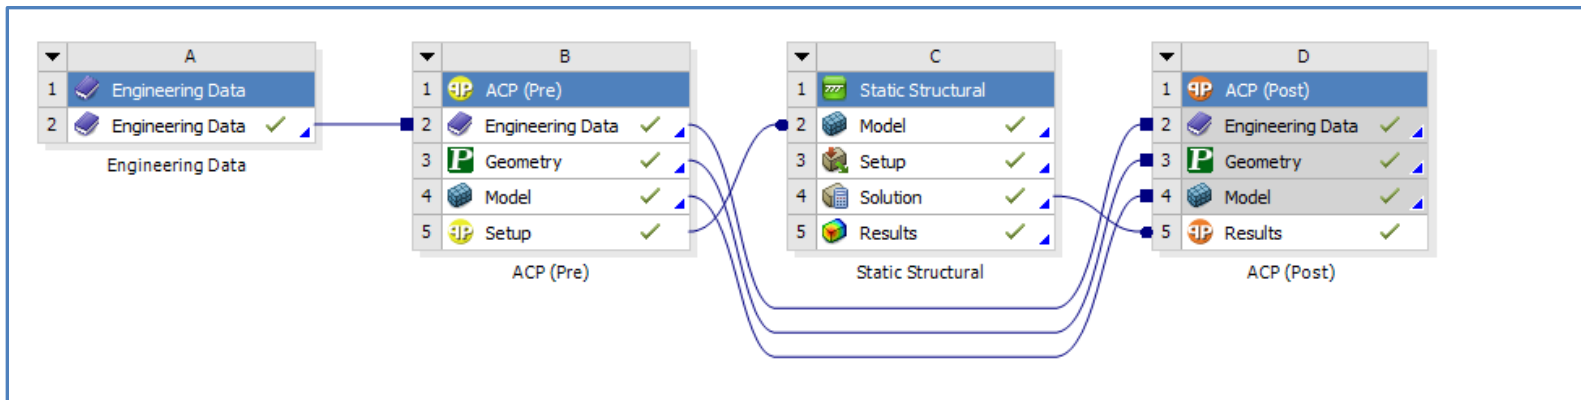 A
1 Engineering Data
2 Engineering Data
Engineering Data
B
1 ACP (Pre)
2 Engineering Data
3 P Geometry
4 Model
5 Setup
ACP (Pre)
C
1 Static Structural
2 Model
3 Setup
4 Solution
5 Results
Static Structural
D
1 ACP (Post)
2 Engineering Data
3 P Geometry
4 Model
5 Results
ACP (Post)